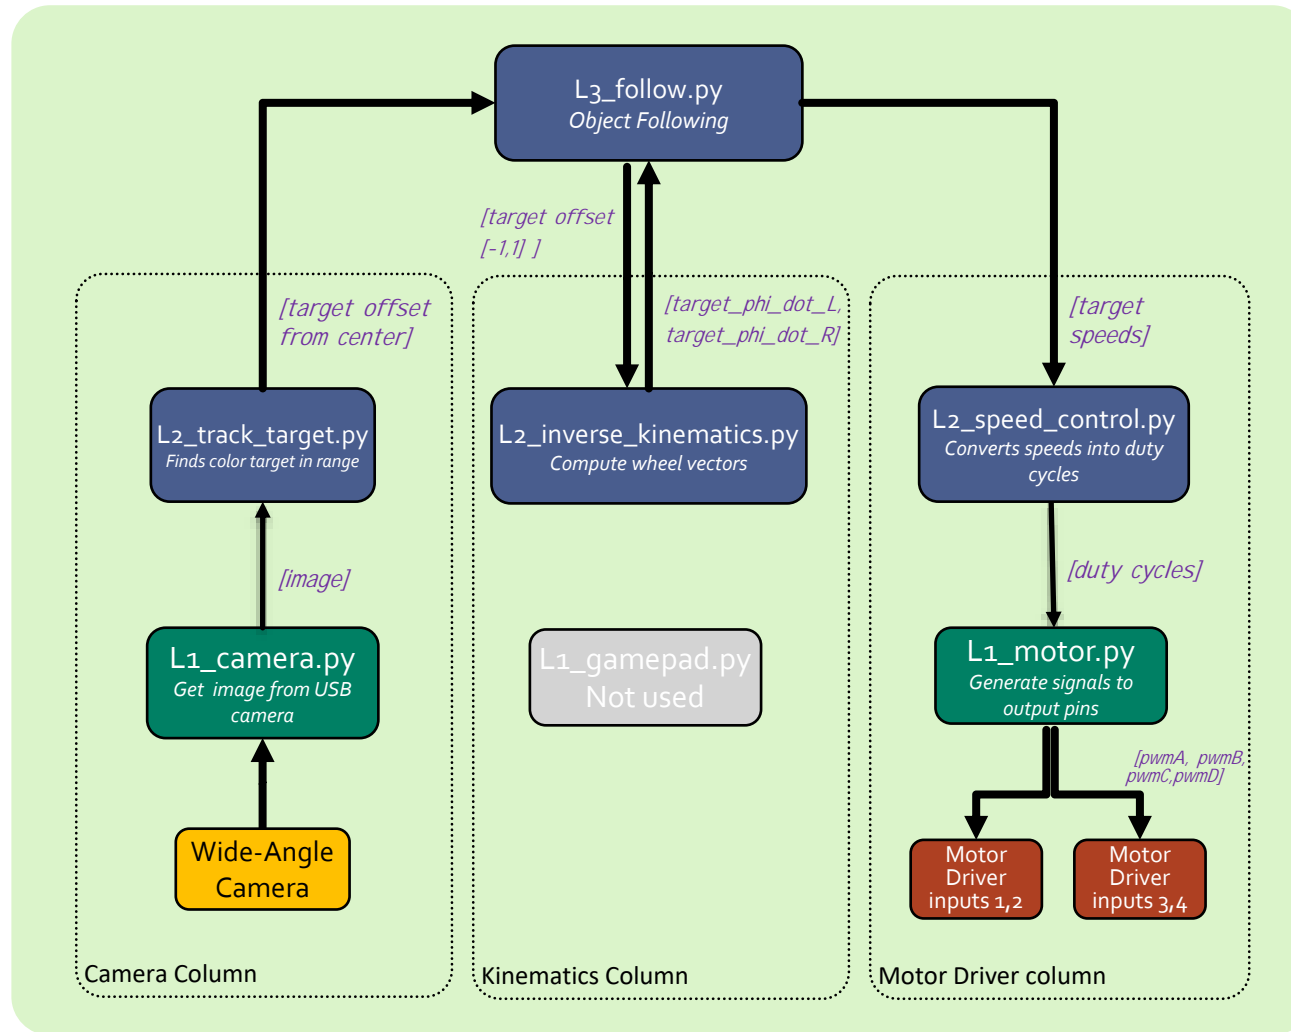 L3_follow.py
Object Following
[target offset
[-1,1] ]
[target offset
from center]
[target_phi_dot_L,
target_phi_dot_R]
[target
speeds]
L2_track_target.py
Finds color target in range
L2_inverse_kinematics.py
Compute wheel vectors
L2_speed_control.py
Converts speeds into duty
cycles
[image]
[duty cycles]
L1_camera.py
Get image from USB
camera
L1_gamepad.py
Not used
L1_motor.py
Generate signals to
output pins
[pwmA, pwmB,
pwmC,pwmD]
Wide-Angle
Camera
Motor
Driver
inputs 1,2
Motor
Driver
inputs 3,4
Camera Column
Kinematics Column
Motor Driver column